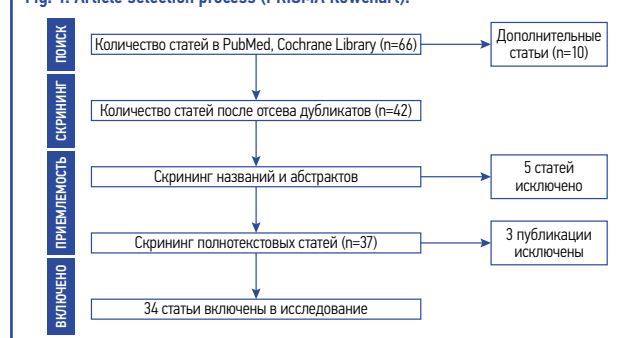 Fig. 1. Article selection process (PRISMA flowchart).
ПОИСК
Количество статей в PubMed, Cochrane Library (n=66)
Дополнительные
статьи (n=10)
СКРИНИНГ
Количество статей после отсева дубликатов (n=42)
ПРИЕМЛЕМОСТЬ
Скрининг названий и абстрактов
5 статей
исключено
Скрининг полнотекстовых статей (n=37)
3 публикации
исключены
ВКЛЮЧЕНО
34 статьи включены в исследование